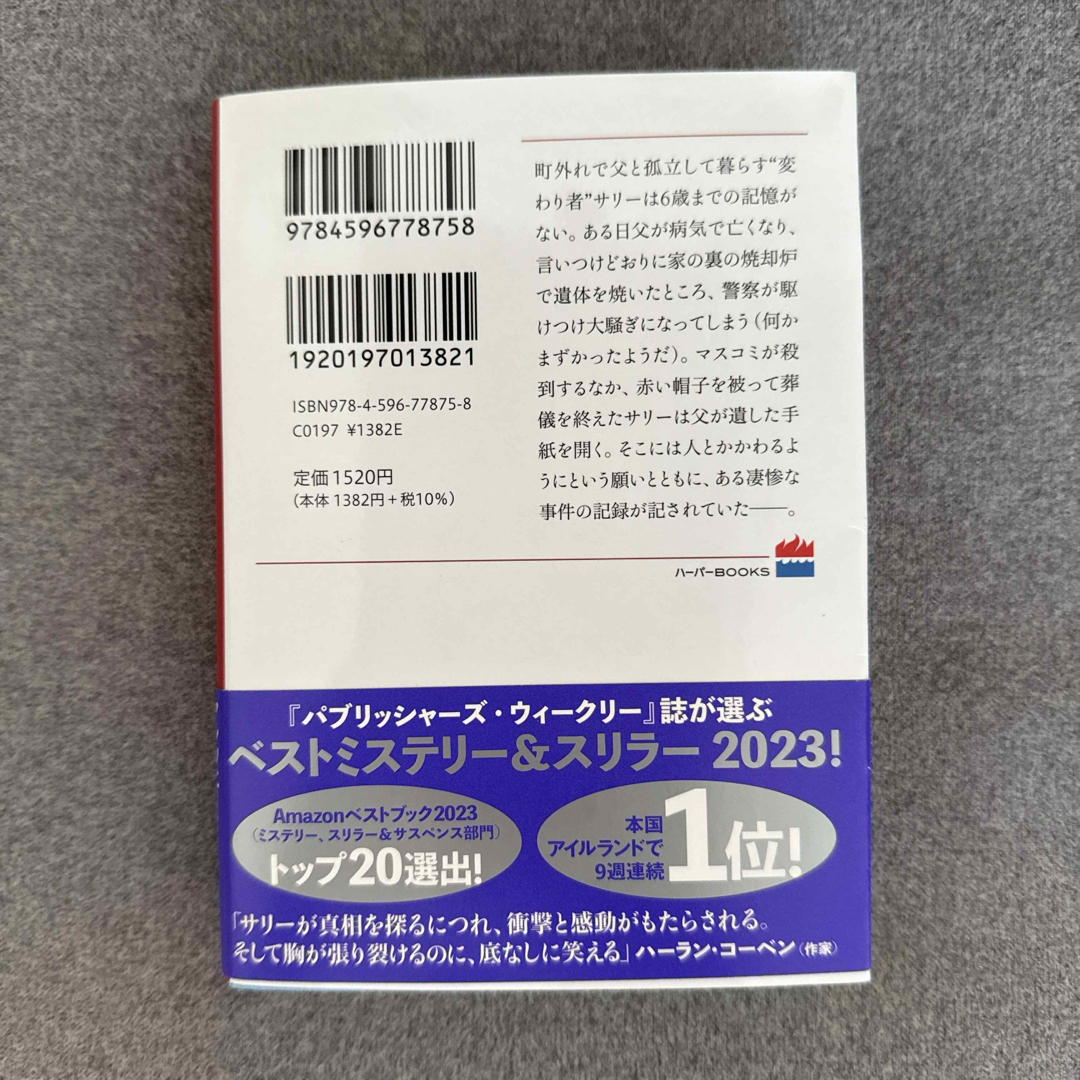 9784596778758
1920197013821
ISBN978-4-596-77875-8
C0197 ¥1382E
定価1520円
（本体 1382円＋税10%）
町外れで父と孤立して暮らす“変
わり者”サリーは6歳までの記憶が
ない。ある日父が病気で亡くなり、
言いつけどおりに家の裏の焼却炉
で遺体を焼いたところ、警察が駆
けつけ大騒ぎになってしまう（何か
まずかったようだ）。マスコミが殺
到するなか、赤い帽子を被って葬
儀を終えたサリーは父が遺した手
紙を開く。そこには人とかかわるよ
うにという願いとともに、ある凄惨な
事件の記録が記されていた──。
ハーパーBOOKS
『パブリッシャーズ・ウィークリー』誌が選ぶ
ベストミステリー&スリラー 2023!
Amazonベストブック2023
（ミステリー、スリラー&サスペンス部門）
トップ20選出!
本国
アイルランドで
9週連続
1位!
「サリーが真相を探るにつれ、衝撃と感動がもたらされる。
そして胸が張り裂けるのに、底なしに笑える」ハーラン・コーベン（作家）